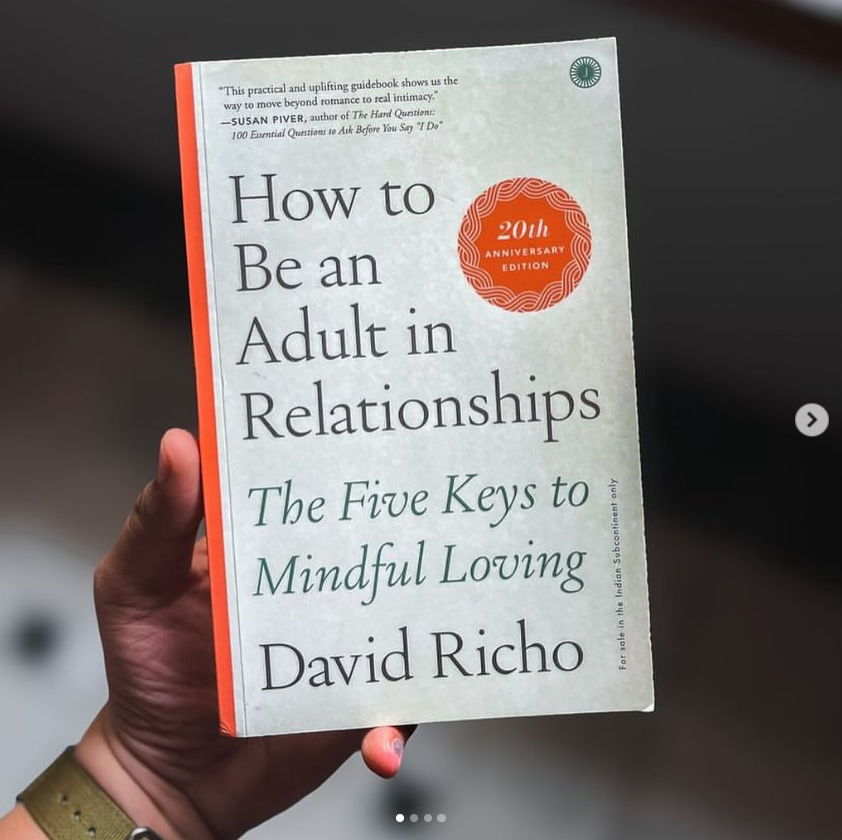 “This practical and uplifting guidebook shows us the
way to move beyond romance to real intimacy.”
—SUSAN PIVER, author of The Hard Questions:
100 Essential Questions to Ask Before You Say “I Do”
J
How to
Be an
Adult in
Relationships
20th
ANNIVERSARY
EDITION
The Five Keys to
Mindful Loving
David Richo
For sale in the Indian Subcontinent only